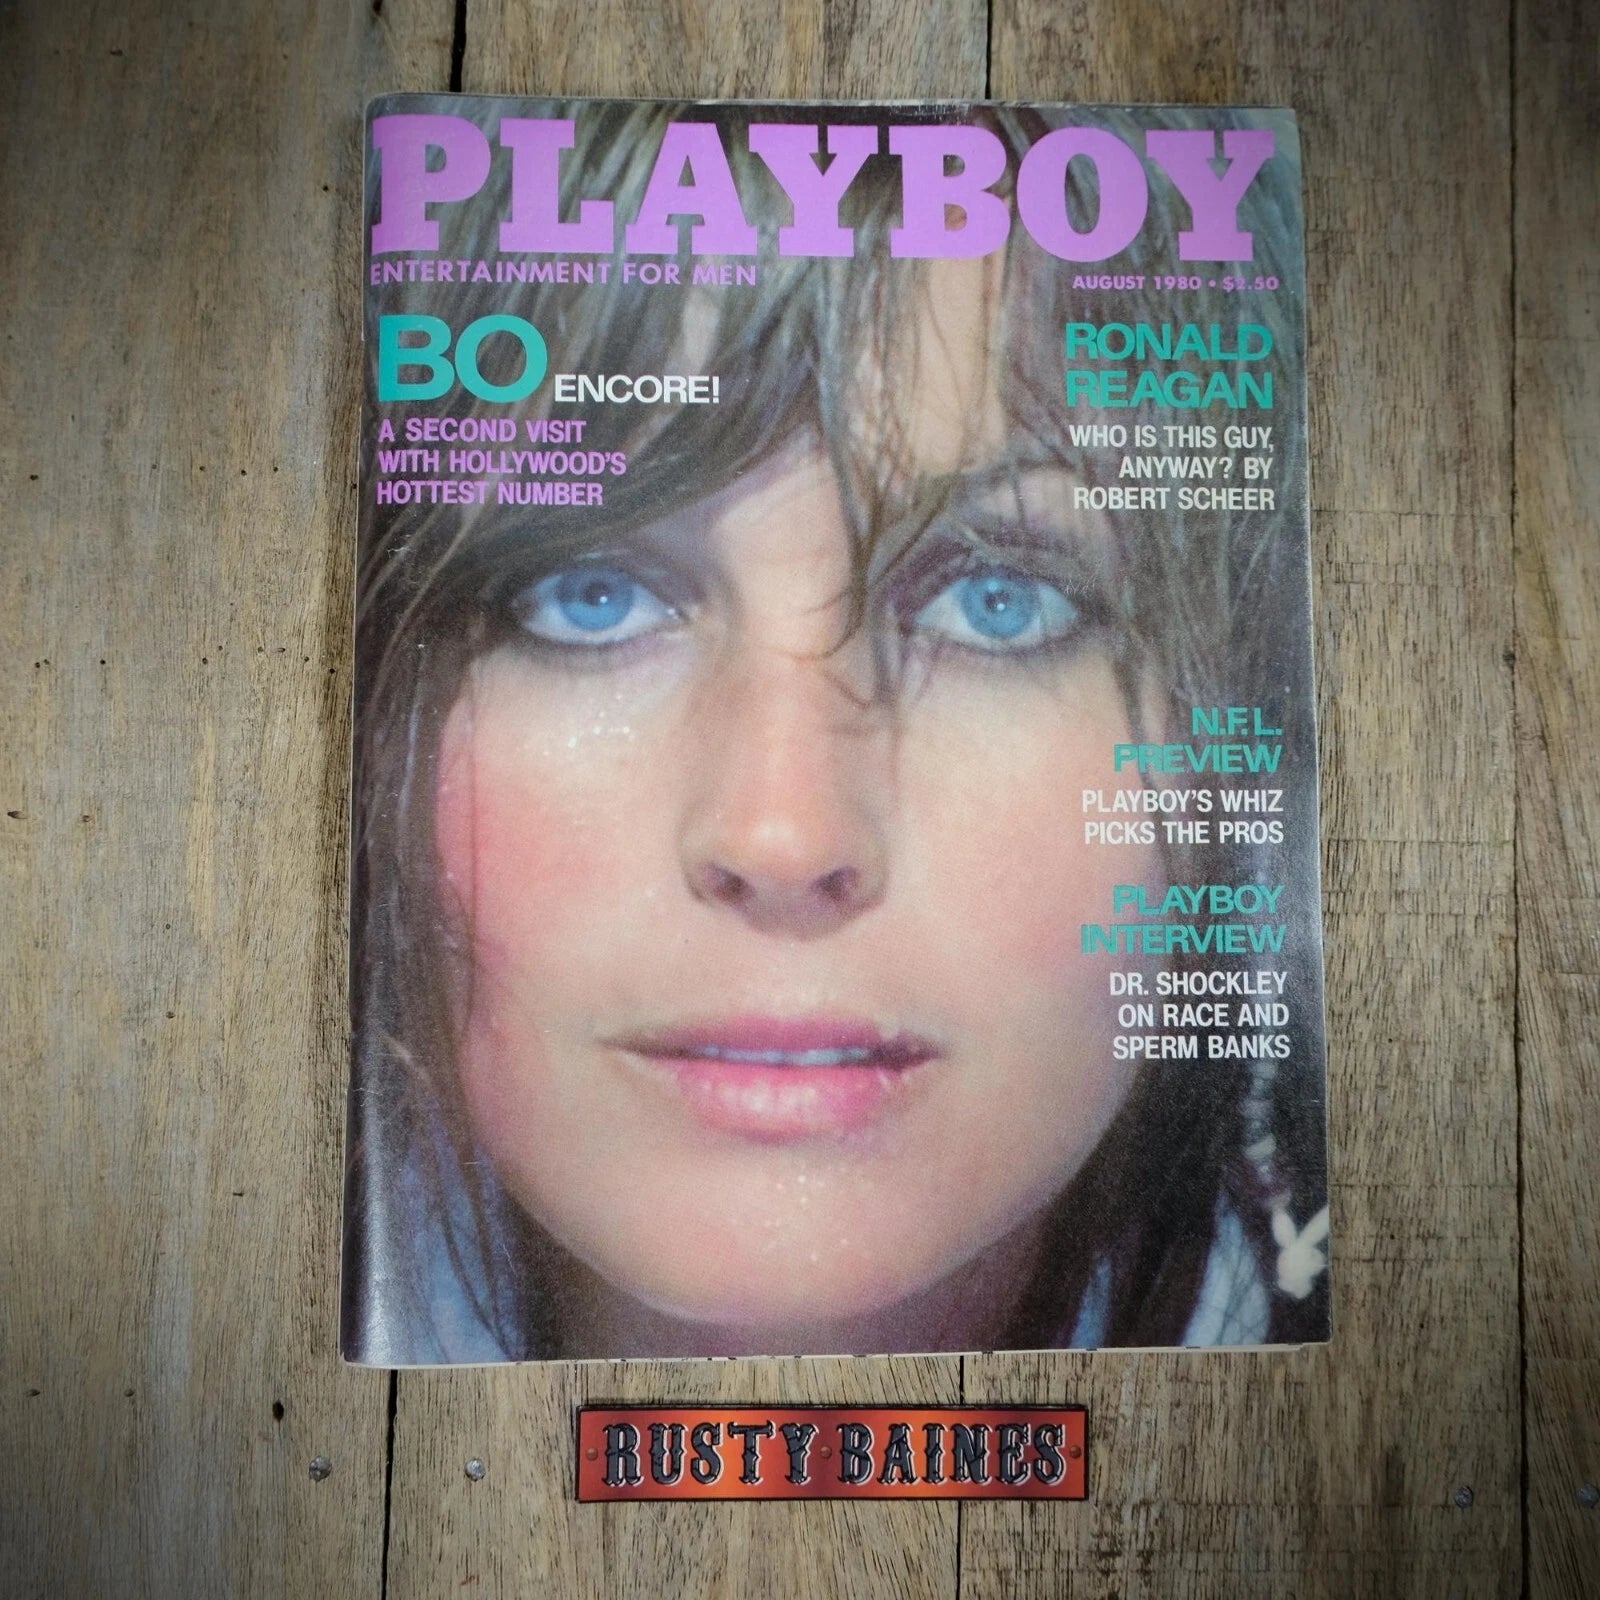 PLAYBOY
ENTERTAINMENT FOR MEN
AUGUST 1980 • $2.50
BO ENCORE!
A SECOND VISIT
WITH HOLLYWOOD'S
HOTTEST NUMBER
RONALD
REAGAN
WHO IS THIS GUY,
ANYWAY? BY
ROBERT SCHEER
N.F.L.
PREVIEW
PLAYBOY'S WHIZ
PICKS THE PROS
PLAYBOY
INTERVIEW
DR. SHOCKLEY
ON RACE AND
SPERM BANKS
RUSTY BAINES